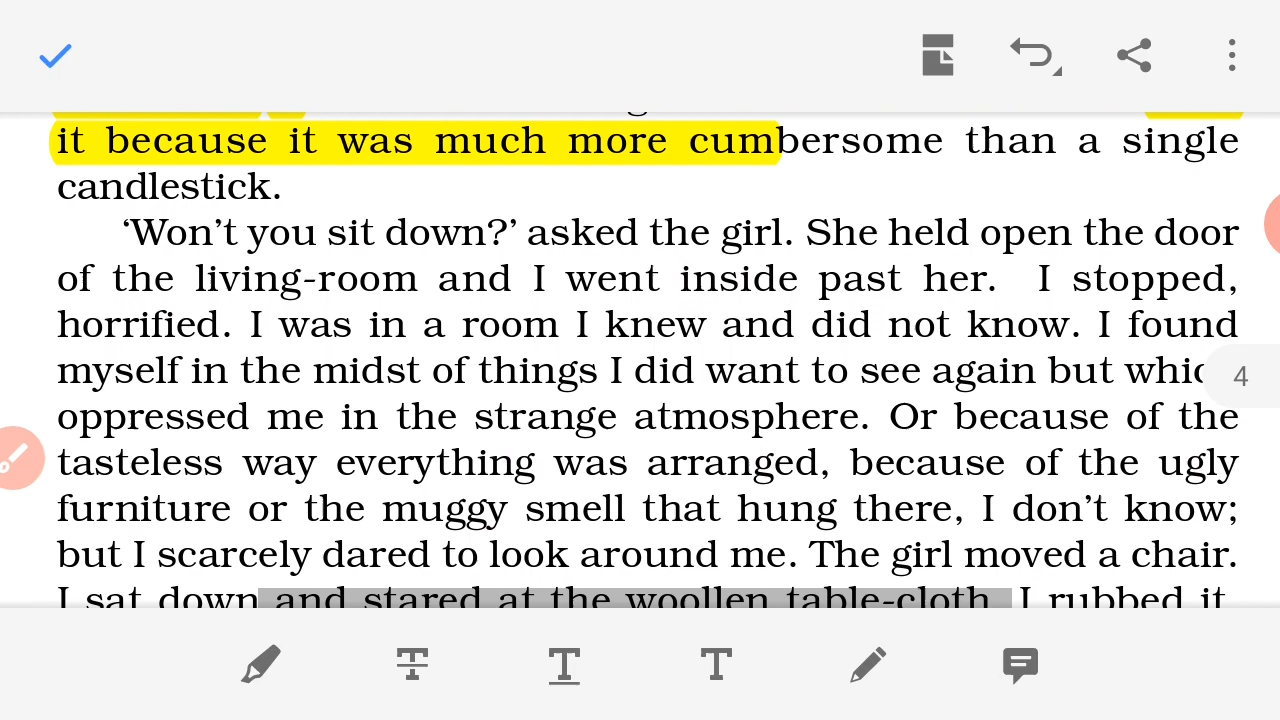 it because it was much more cumbersome than a single
candlestick.
‘Won’t you sit down?’ asked the girl. She held open the door
of the living-room and I went inside past her. I stopped,
horrified. I was in a room I knew and did not know. I found
myself in the midst of things I did want to see again but which
4
oppressed me in the strange atmosphere. Or because of the
tasteless way everything was arranged, because of the ugly
furniture or the muggy smell that hung there, I don’t know;
but I scarcely dared to look around me. The girl moved a chair.
I sat down and stared at the woollen table-cloth. I rubbed it.
T T T